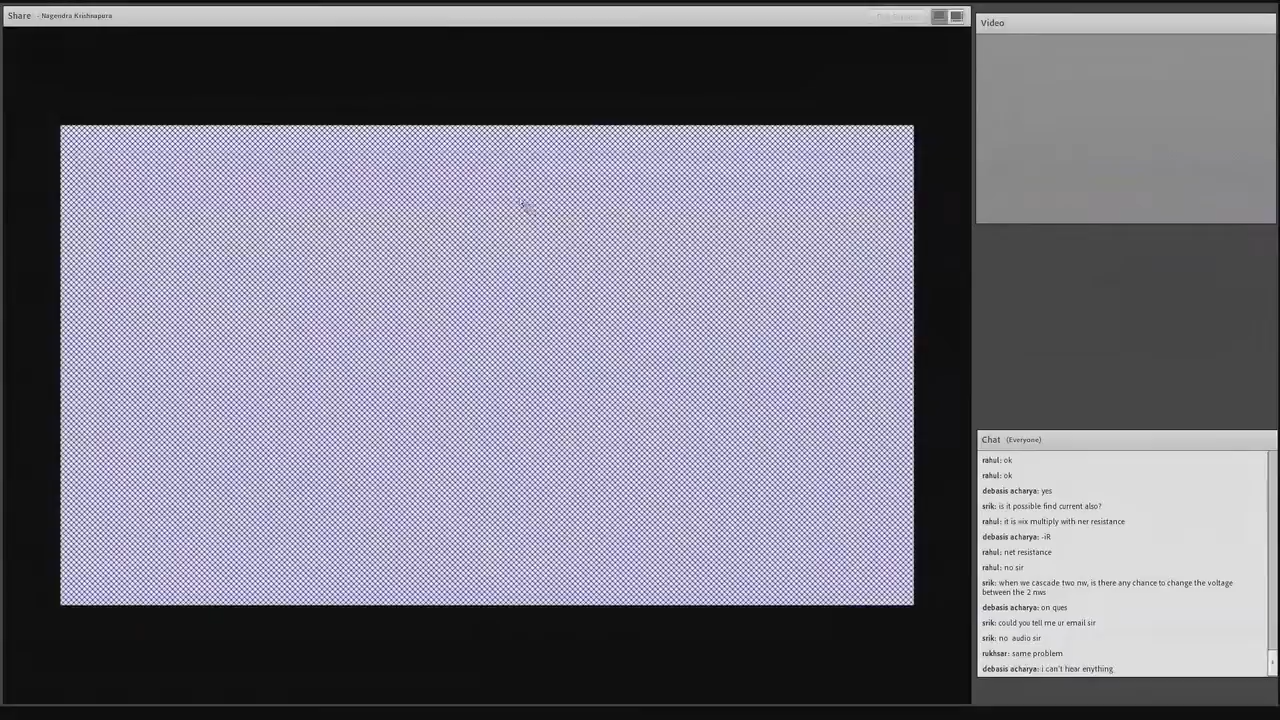 Share - Nagendra Krishnapura
Video
Chat (Everyone)
rahul: ok
rahul: ok
debasis acharya: yes
srik: is it possible find current also?
rahul: it is =ix multiply with ner resistance
debasis acharya: -iR
rahul: net resistance
rahul: no sir
srik: when we cascade two nw, is there any chance to change the voltage
between the 2 nws
debasis acharya: on ques
srik: could you tell me ur email sir
srik: no audio sir
rukhsar: same problem
debasis acharya: i can't hear enything